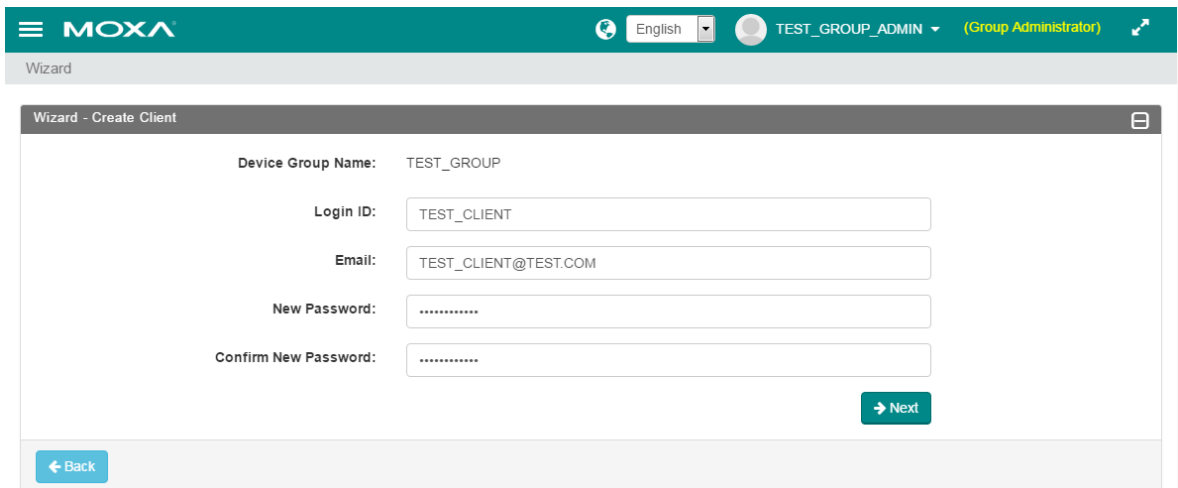 MOXA English TEST_GROUP_ADMIN (Group Administrator)
Wizard
Wizard - Create Client
Device Group Name: TEST_GROUP
Login ID: TEST_CLIENT
Email: TEST_CLIENT@TEST.COM
New Password: ••••••••••••
Confirm New Password: ••••••••••••
Next
Back